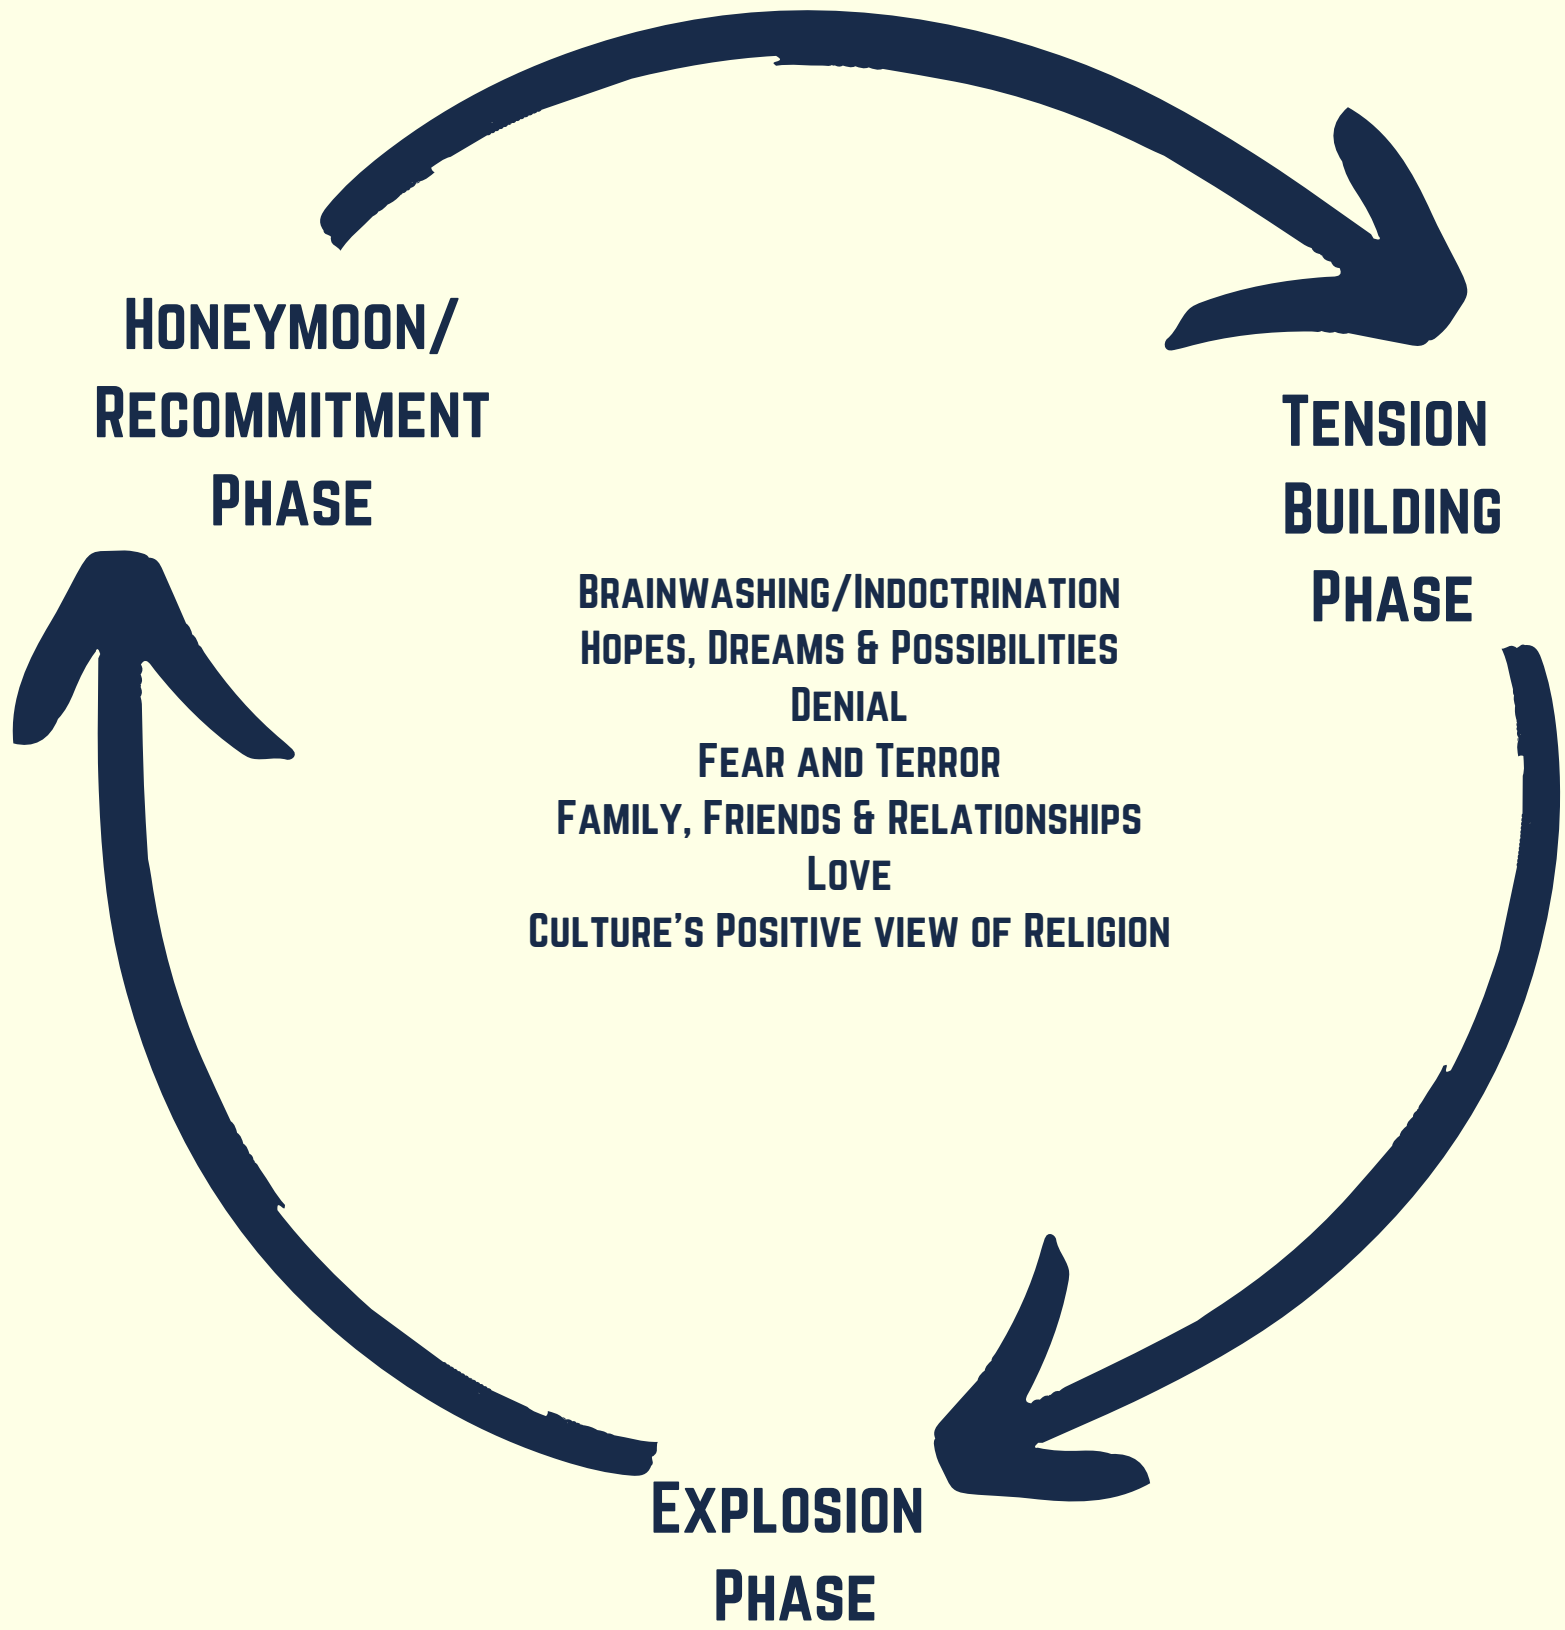 Honeymoon/
Recommitment
Phase
Tension
Building
Phase
Brainwashing/Indoctrination
Hopes, Dreams & Possibilities
Denial
Fear and Terror
Family, Friends & Relationships
Love
Culture's Positive view of Religion
Explosion
Phase